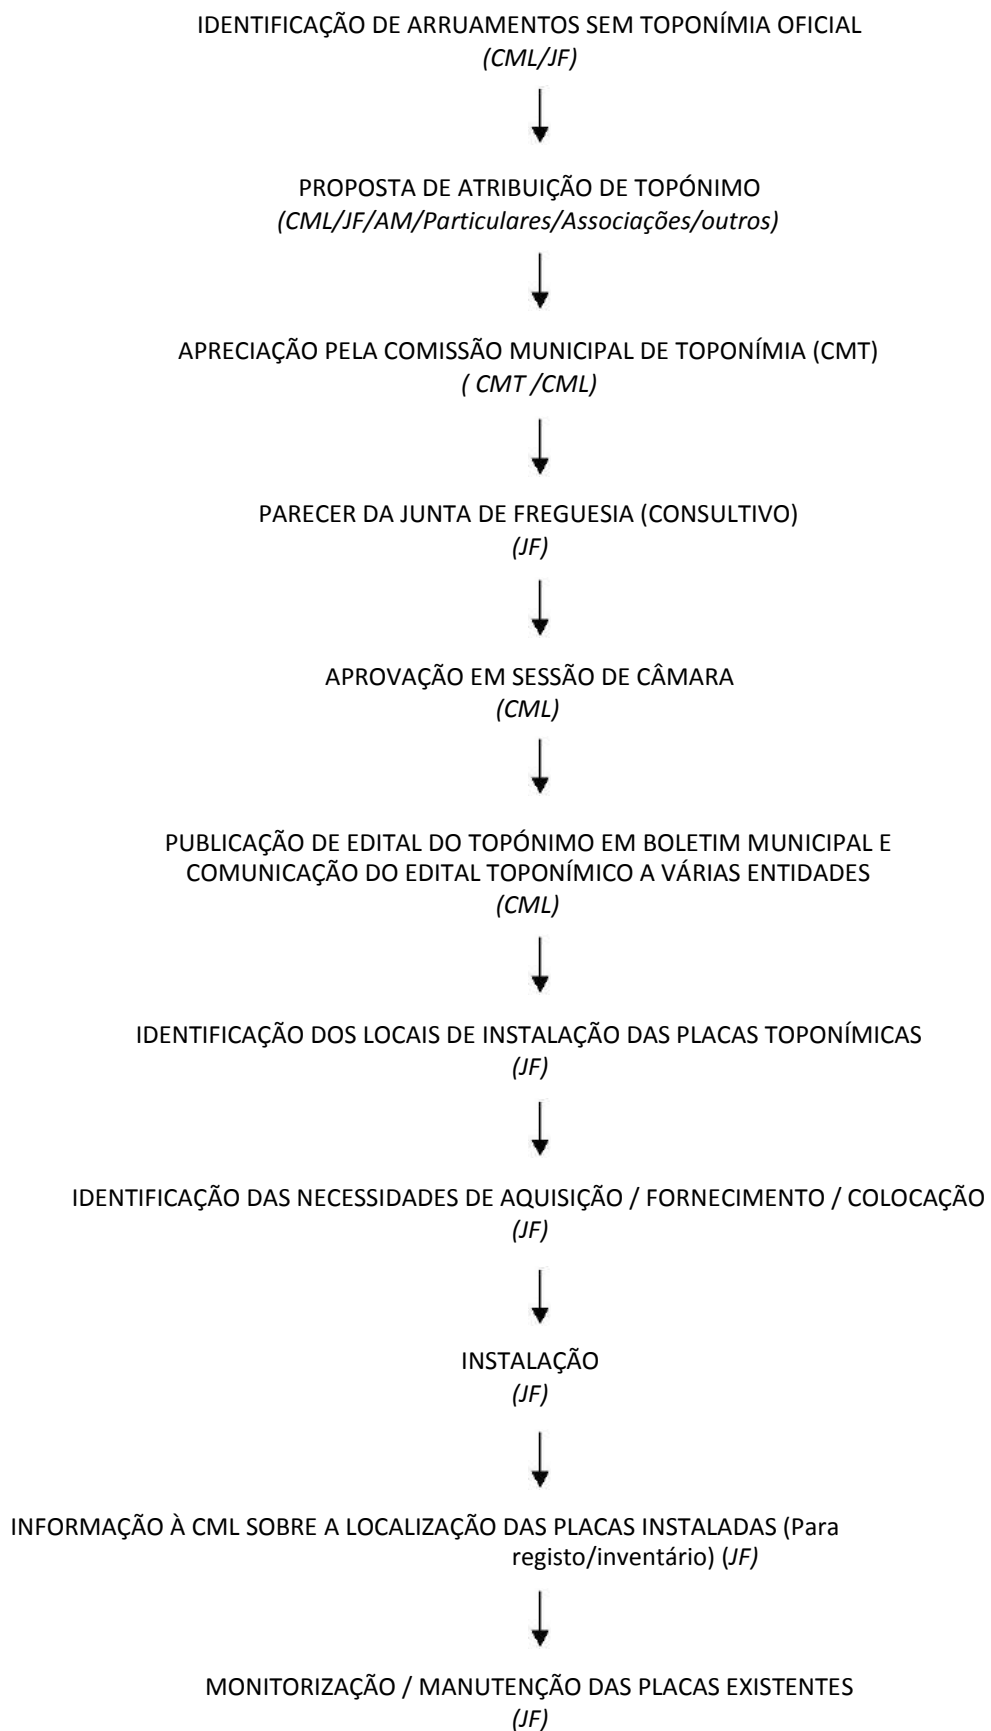 IDENTIFICAÇÃO DE ARRUAMENTOS SEM TOPONÍMIA OFICIAL
(CML/JF)
PROPOSTA DE ATRIBUIÇÃO DE TOPÓNIMO
(CML/JF/AM/Particulares/Associações/outros)
APRECIAÇÃO PELA COMISSÃO MUNICIPAL DE TOPONÍMIA (CMT)
( CMT /CML)
PARECER DA JUNTA DE FREGUESIA (CONSULTIVO)
(JF)
APROVAÇÃO EM SESSÃO DE CÂMARA
(CML)
PUBLICAÇÃO DE EDITAL DO TOPÓNIMO EM BOLETIM MUNICIPAL E
COMUNICAÇÃO DO EDITAL TOPONÍMICO A VÁRIAS ENTIDADES
(CML)
IDENTIFICAÇÃO DOS LOCAIS DE INSTALAÇÃO DAS PLACAS TOPONÍMICAS
(JF)
IDENTIFICAÇÃO DAS NECESSIDADES DE AQUISIÇÃO / FORNECIMENTO / COLOCAÇÃO
(JF)
INSTALAÇÃO
(JF)
INFORMAÇÃO À CML SOBRE A LOCALIZAÇÃO DAS PLACAS INSTALADAS (Para
registo/inventário) (JF)
MONITORIZAÇÃO / MANUTENÇÃO DAS PLACAS EXISTENTES
(JF)